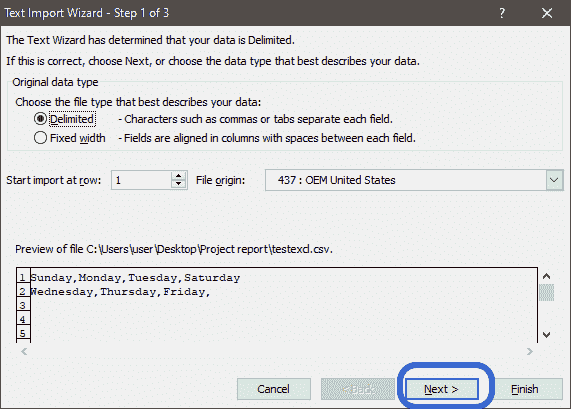 Text Import Wizard - Step 1 of 3
The Text Wizard has determined that your data is Delimited.
If this is correct, choose Next, or choose the data type that best describes your data.
Original data type
Choose the file type that best describes your data:
Delimited - Characters such as commas or tabs separate each field.
Fixed width - Fields are aligned in columns with spaces between each field.
Start import at row: 1 File origin: 437 : OEM United States
Preview of file C:\Users\user\Desktop\Project report\testexcl.csv.
1 Sunday,Monday,Tuesday,Saturday
2 Wednesday,Thursday,Friday,
3
4
5
Cancel < Back Next > Finish